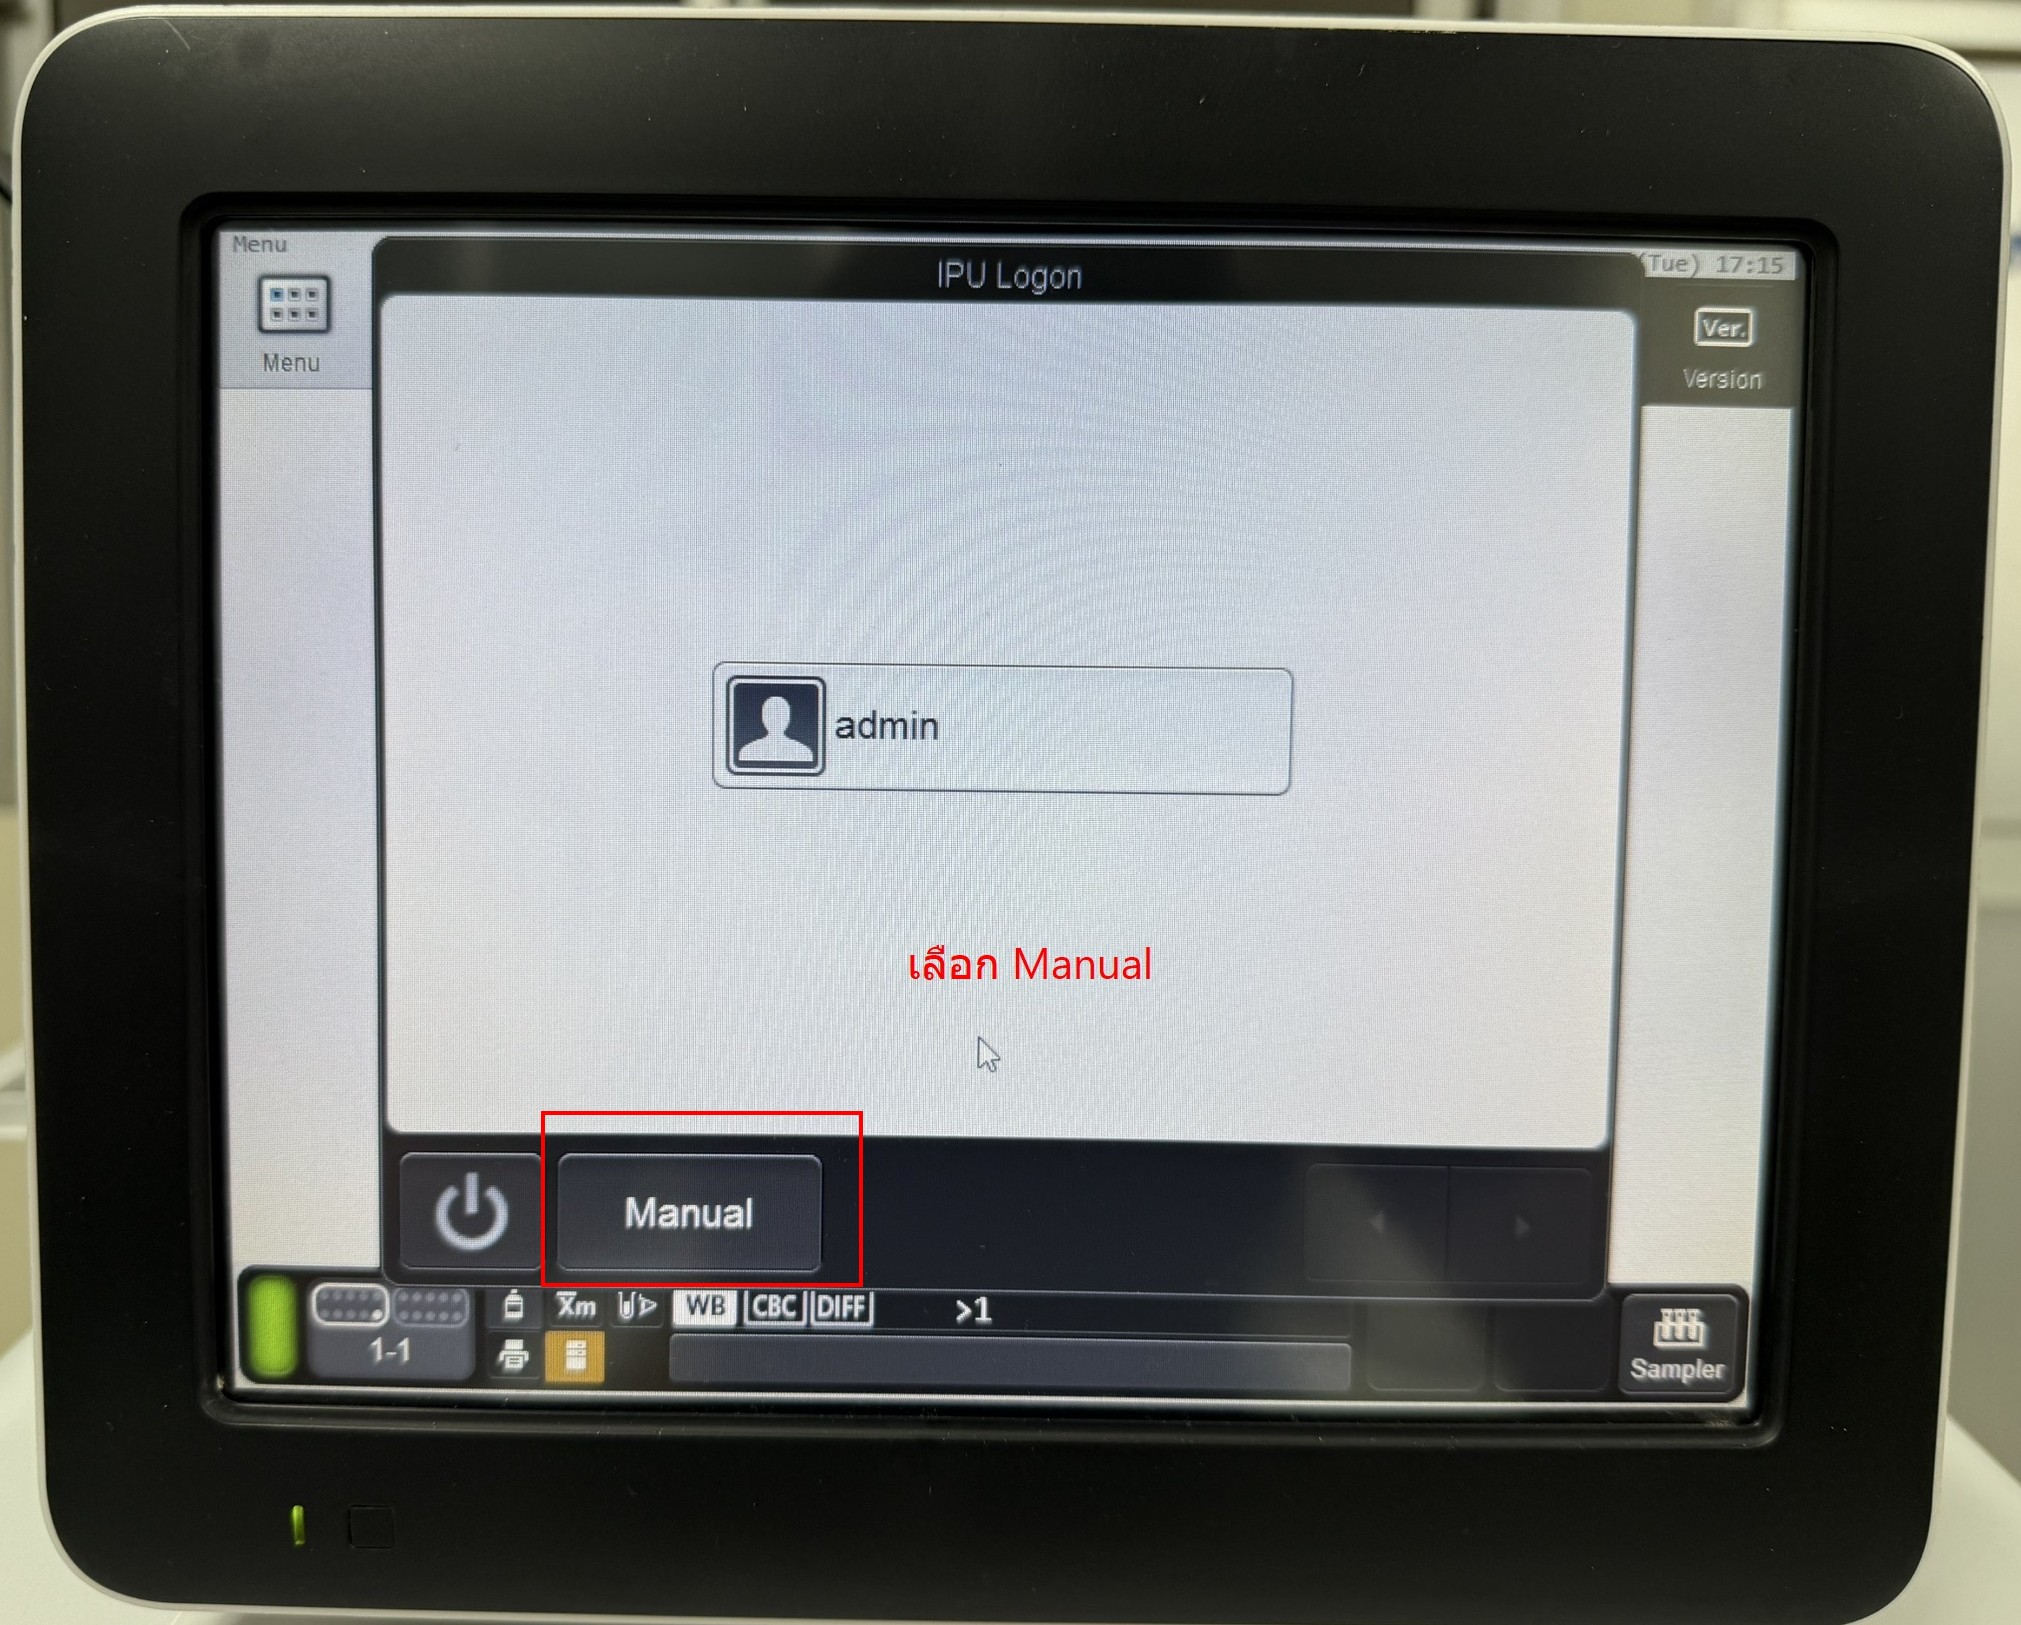 Menu
IPU Logon
(Tue) 17:15
Menu
Ver.
Version
admin
เลือก Manual
Manual
1-1
Xm
WB CBC DIFF
>1
Sampler